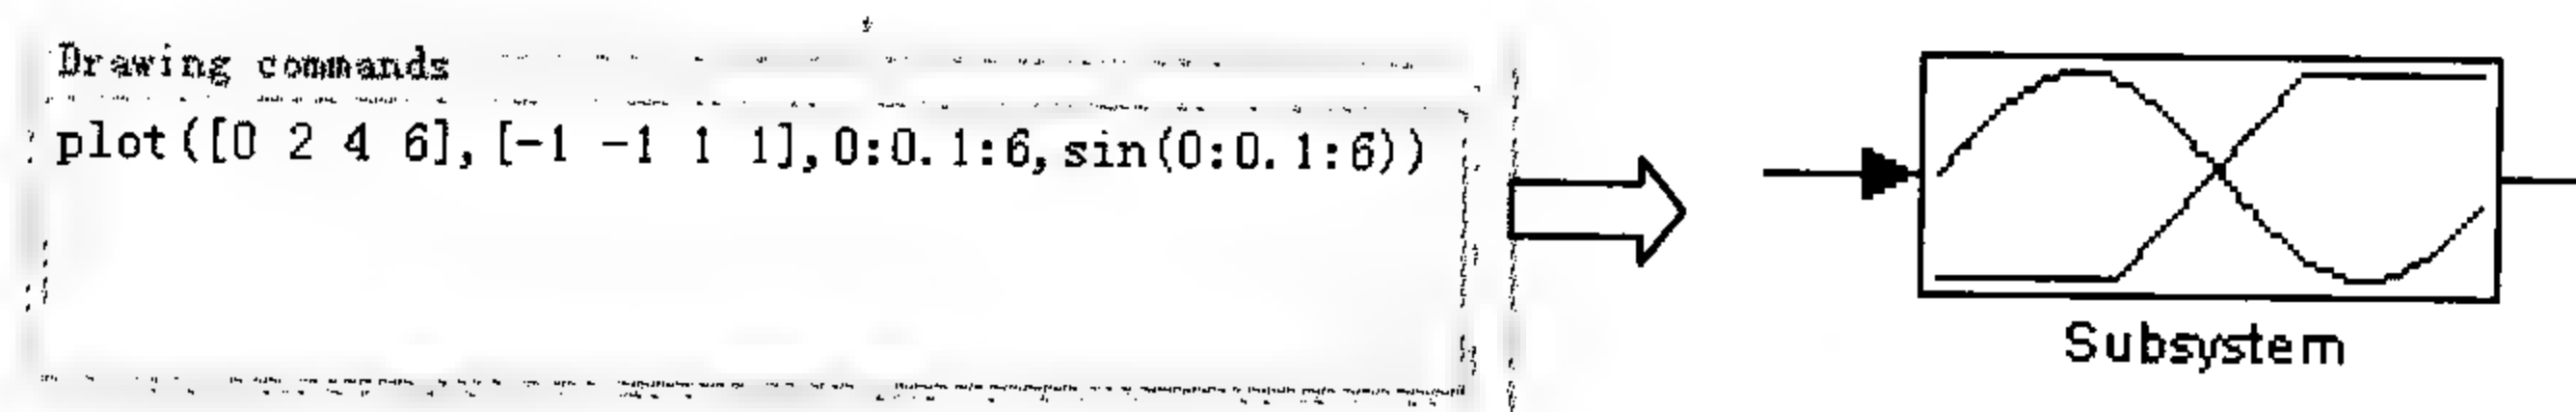 Drawing commands
plot([0 2 4 6],[-1 -1 1 1],0:0.1:6,sin(0:0.1:6))
Subsystem